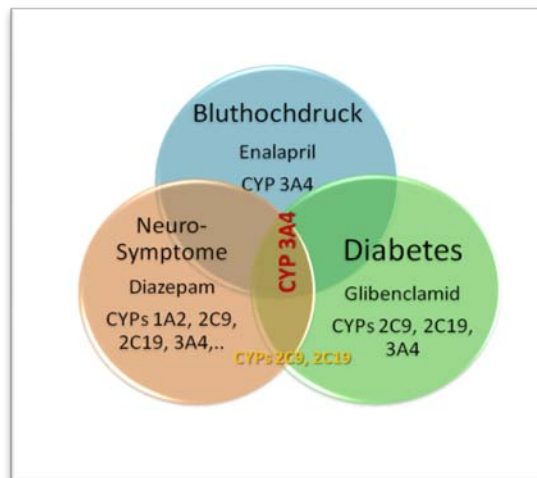 Bluthochdruck
Enalapril
CYP 3A4
CYP 3A4
Neuro-
Symptome
Diazepam
CYPs 1A2, 2C9,
2C19, 3A4,..
Diabetes
Glibenclamid
CYPs 2C9, 2C19,
3A4
CYPs 2C9, 2C19